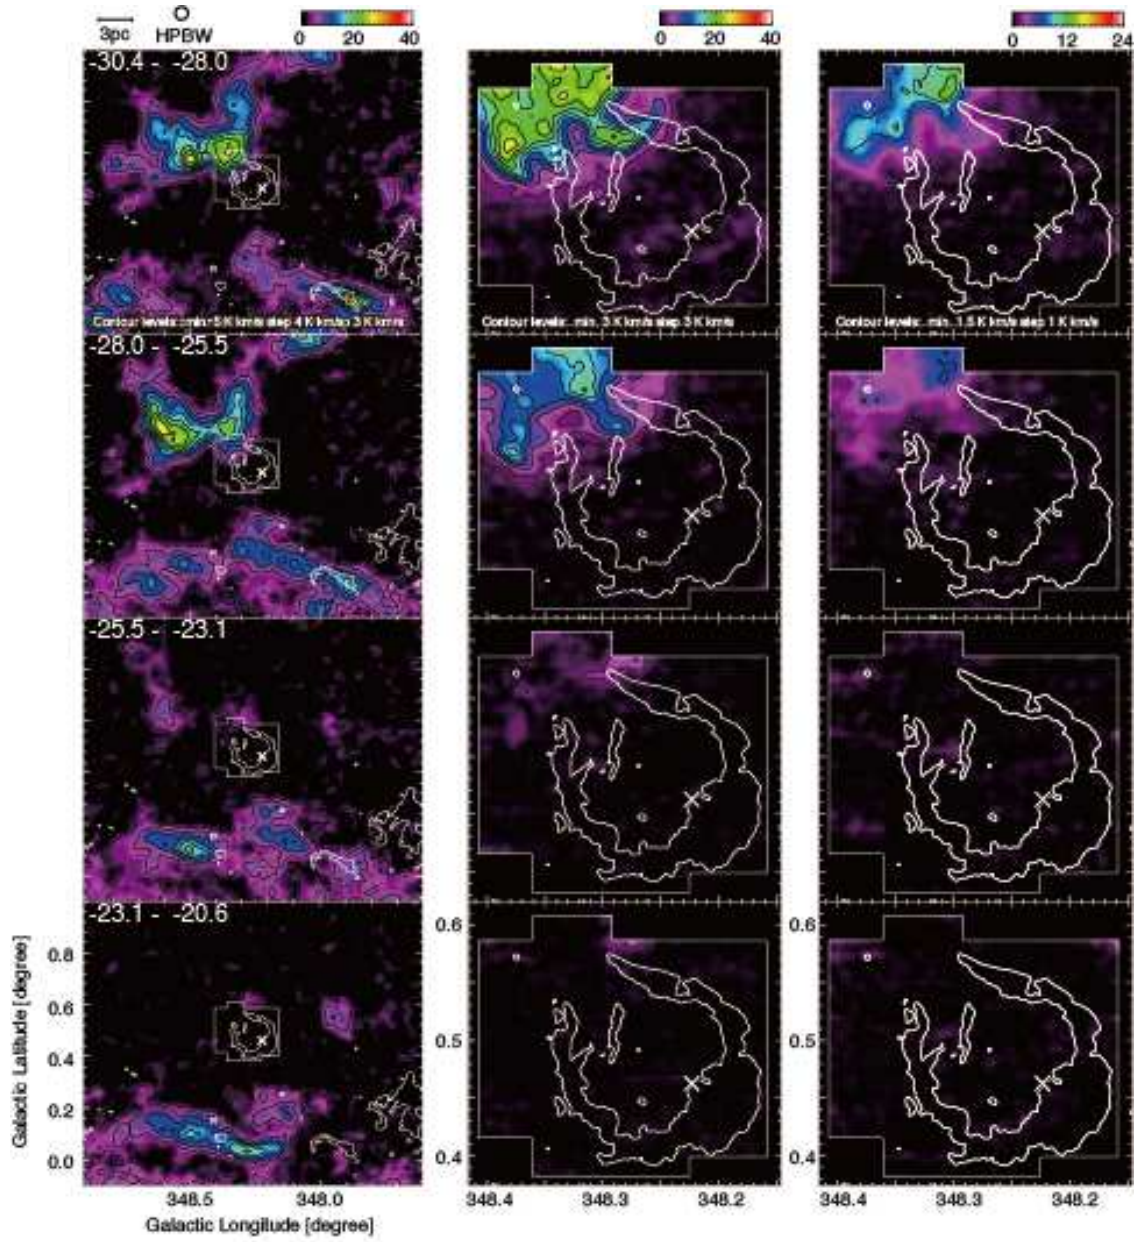 3pc HPBW 0 20 40
0 20 40
0 12 24
-30.4 - -28.0
Contour levels: min. 5 K km/s step 4 K km/s 3 K km/s
Contour levels: min. 3 K km/s step 3 K km/s
Contour levels: min. 1.5 K km/s step 1 K km/s
-28.0 - -25.5
-25.5 - -23.1
-23.1 - -20.6
0.8
0.6
0.4
0.2
0.0
Galactic Latitude [degree]
0.6
0.5
0.4
0.6
0.5
0.4
348.5 348.0
348.4 348.3 348.2
348.4 348.3 348.2
Galactic Longitude [degree]